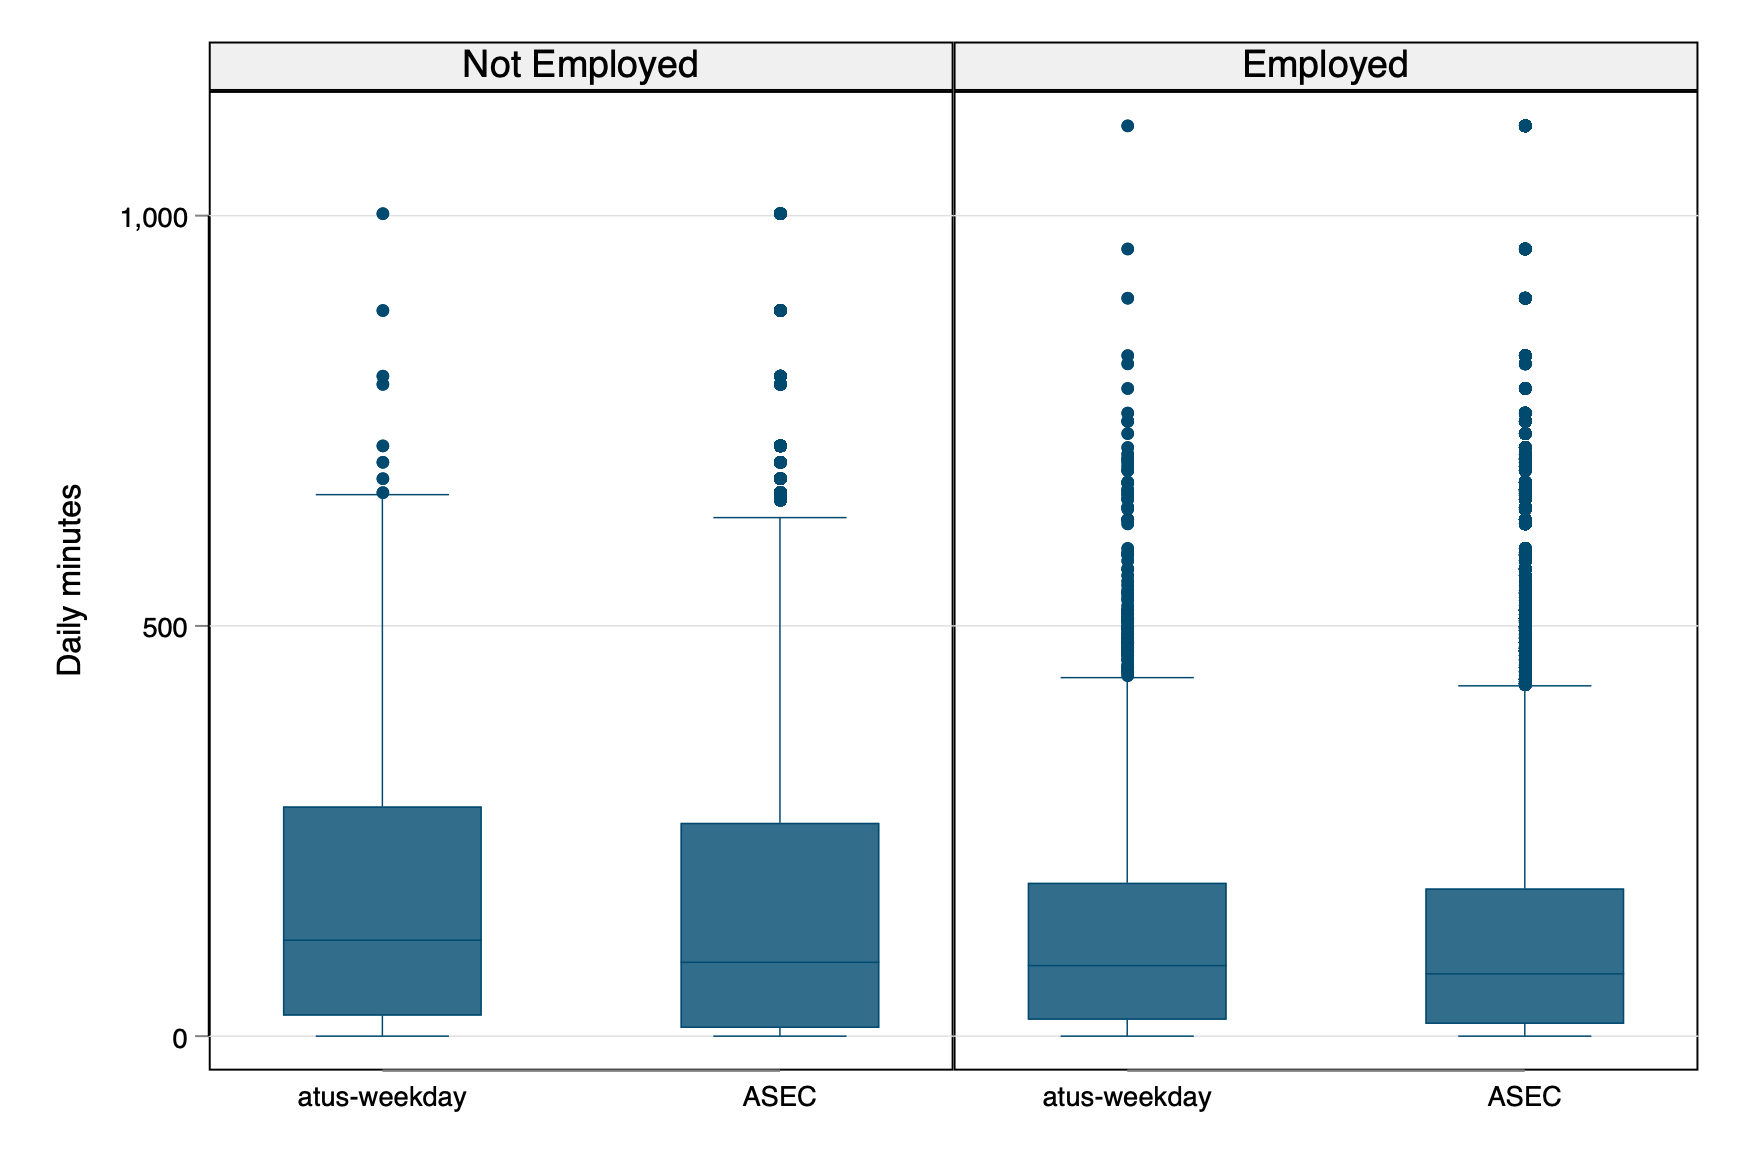 Not Employed
Employed
Daily minutes
1,000
500
0
atus-weekday
ASEC
atus-weekday
ASEC